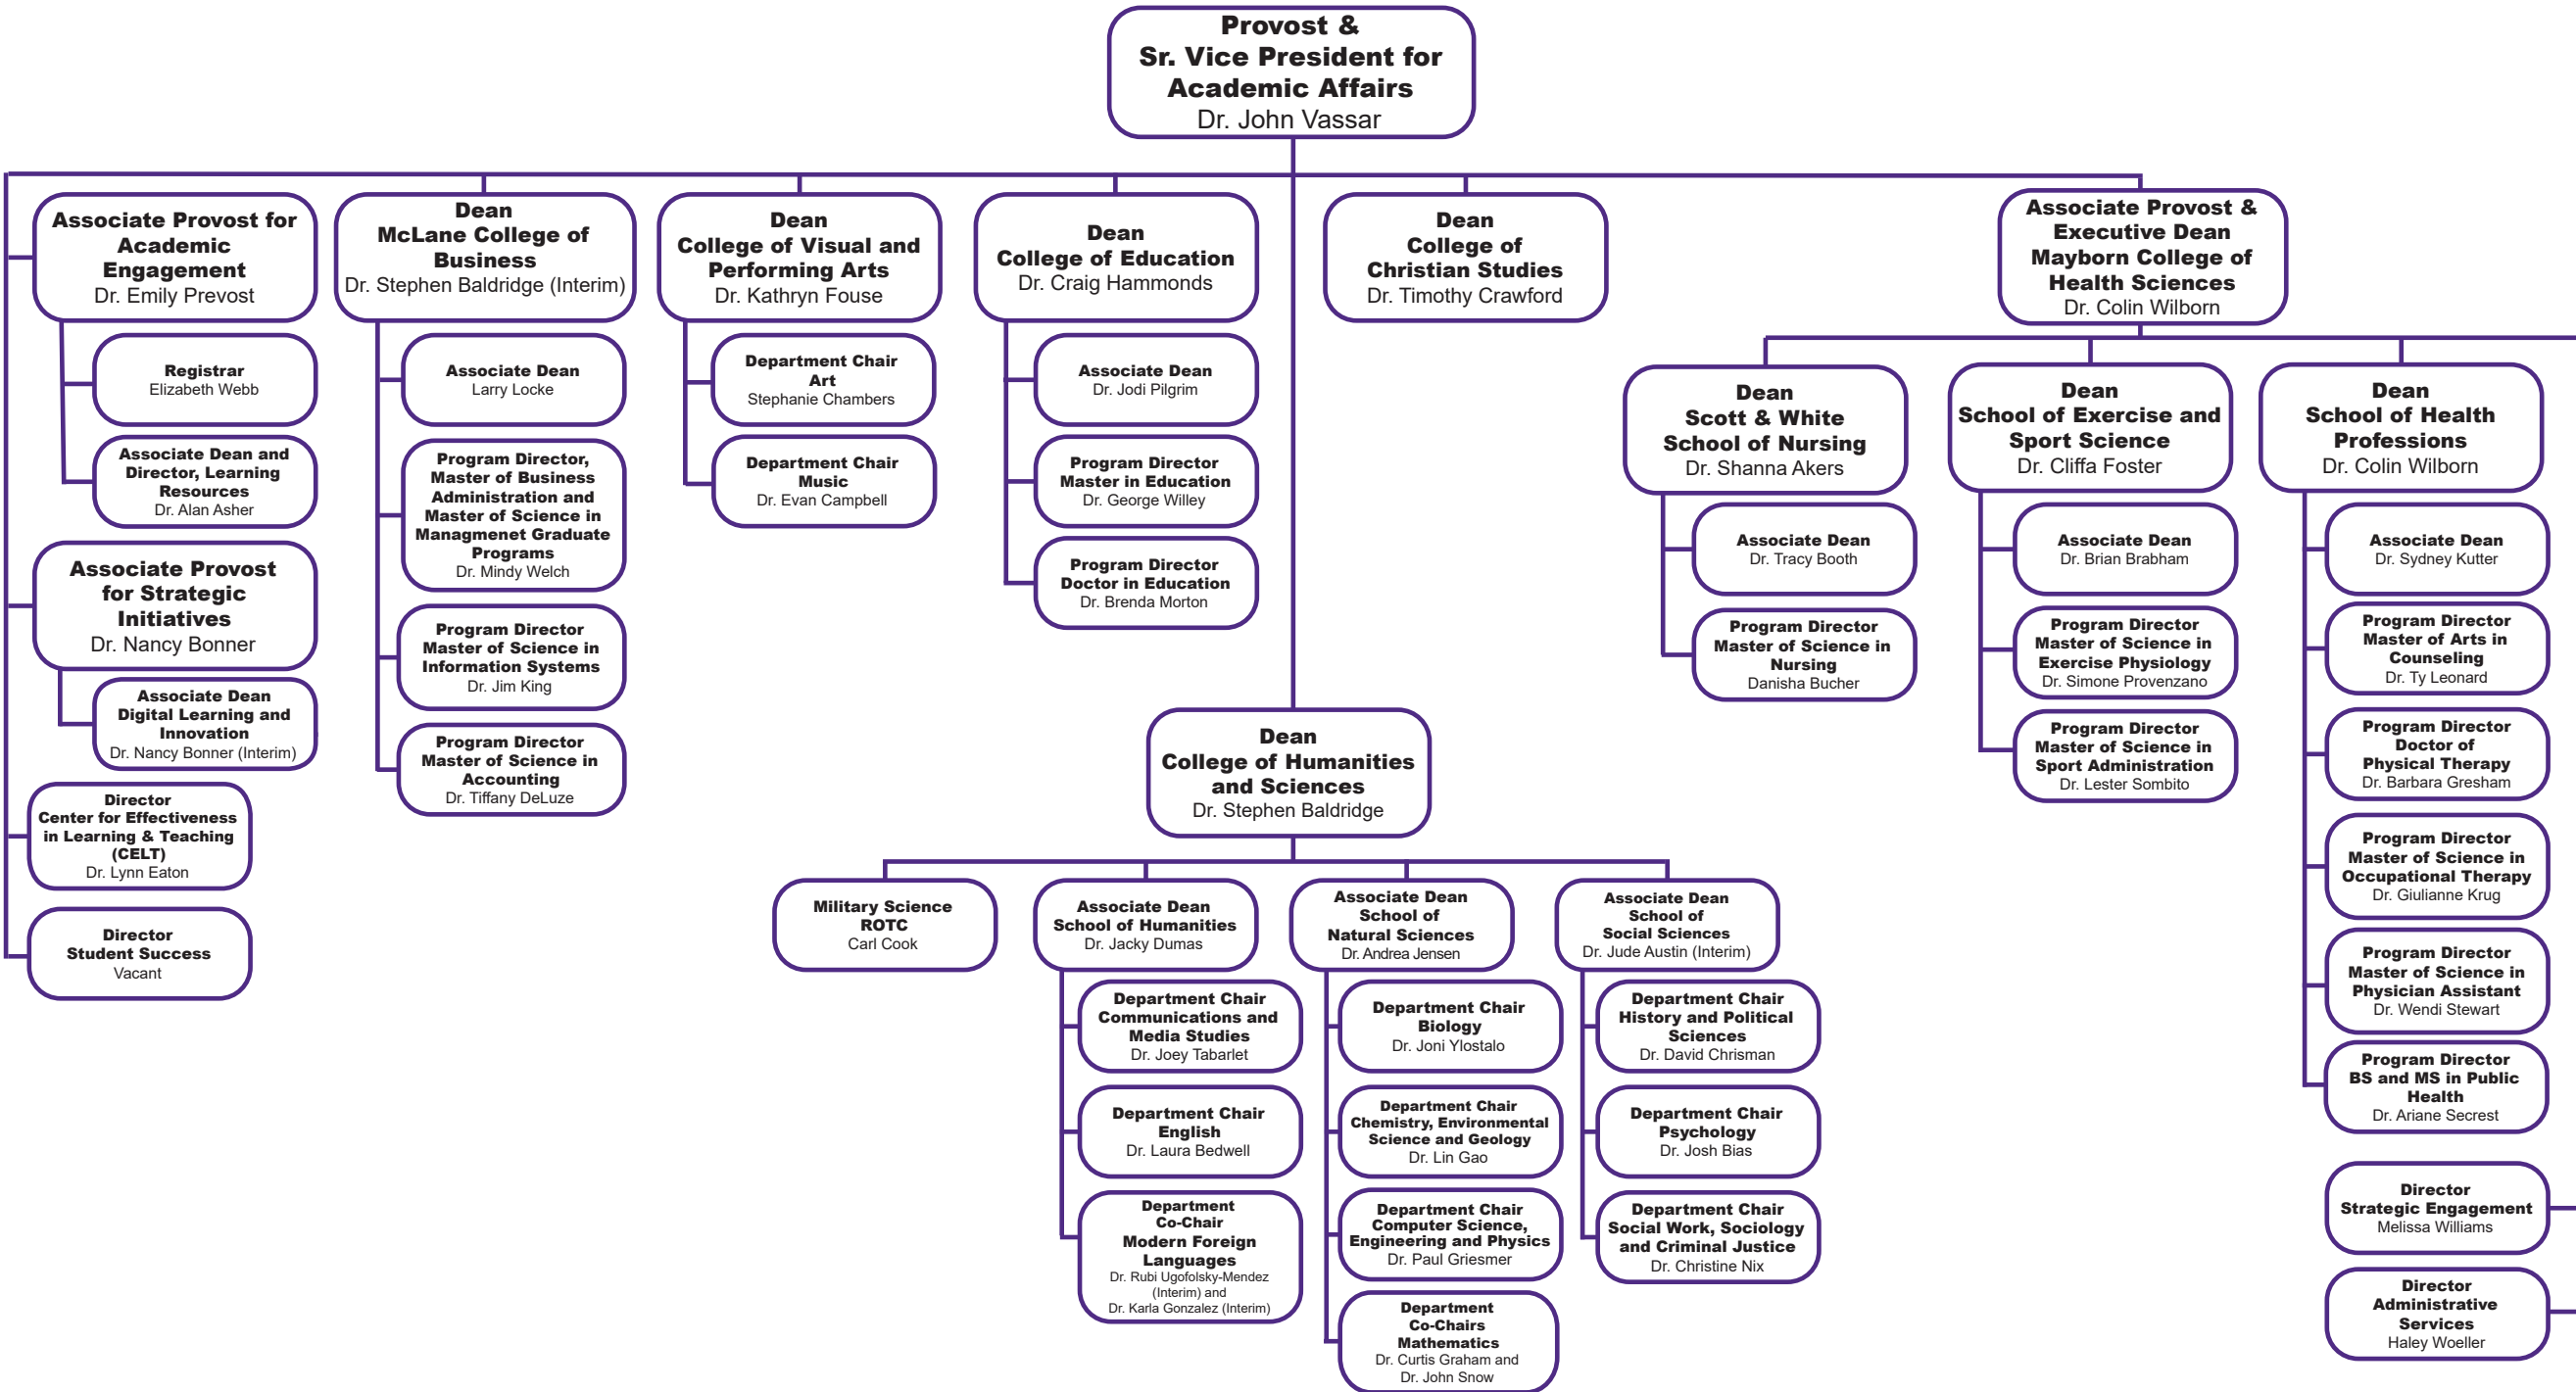 Provost &
Sr. Vice President for
Academic Affairs
Dr. John Vassar
Associate Provost for
Academic
Engagement
Dr. Emily Prevost
Registrar
Elizabeth Webb
Associate Dean and
Director, Learning
Resources
Dr. Alan Asher
Associate Provost
for Strategic
Initiatives
Dr. Nancy Bonner
Associate Dean
Digital Learning and
Innovation
Dr. Nancy Bonner (Interim)
Director
Center for Effectiveness
in Learning & Teaching
(CELT)
Dr. Lynn Eaton
Director
Student Success
Vacant
Dean
McLane College of
Business
Dr. Stephen Baldridge (Interim)
Associate Dean
Larry Locke
Program Director,
Master of Business
Administration and
Master of Science in
Managmenet Graduate
Programs
Dr. Mindy Welch
Program Director
Master of Science in
Information Systems
Dr. Jim King
Program Director
Master of Science in
Accounting
Dr. Tiffany DeLuze
Dean
College of Visual and
Performing Arts
Dr. Kathryn Fouse
Department Chair
Art
Stephanie Chambers
Department Chair
Music
Dr. Evan Campbell
Dean
College of Education
Dr. Craig Hammonds
Associate Dean
Dr. Jodi Pilgrim
Program Director
Master in Education
Dr. George Willey
Program Director
Doctor in Education
Dr. Brenda Morton
Dean
College of
Christian Studies
Dr. Timothy Crawford
Associate Provost &
Executive Dean
Mayborn College of
Health Sciences
Dr. Colin Wilborn
Dean
Scott & White
School of Nursing
Dr. Shanna Akers
Associate Dean
Dr. Tracy Booth
Program Director
Master of Science in
Nursing
Danisha Bucher
Dean
School of Exercise and
Sport Science
Dr. Cliffa Foster
Associate Dean
Dr. Brian Brabham
Program Director
Master of Science in
Exercise Physiology
Dr. Simone Provenzano
Program Director
Master of Science in
Sport Administration
Dr. Lester Sombito
Dean
School of Health
Professions
Dr. Colin Wilborn
Associate Dean
Dr. Sydney Kutter
Program Director
Master of Arts in
Counseling
Dr. Ty Leonard
Program Director
Doctor of
Physical Therapy
Dr. Barbara Gresham
Program Director
Master of Science in
Occupational Therapy
Dr. Giulianne Krug
Program Director
Master of Science in
Physician Assistant
Dr. Wendi Stewart
Program Director
BS and MS in Public
Health
Dr. Ariane Secrest
Director
Strategic Engagement
Melissa Williams
Director
Administrative
Services
Haley Woeller
Dean
College of Humanities
and Sciences
Dr. Stephen Baldridge
Military Science
ROTC
Carl Cook
Associate Dean
School of Humanities
Dr. Jacky Dumas
Department Chair
Communications and
Media Studies
Dr. Joey Tabarlet
Department Chair
English
Dr. Laura Bedwell
Department
Co-Chair
Modern Foreign
Languages
Dr. Rubi Ugofolsky-Mendez
(Interim) and
Dr. Karla Gonzalez (Interim)
Associate Dean
School of
Natural Sciences
Dr. Andrea Jensen
Department Chair
Biology
Dr. Joni Ylostalo
Department Chair
Chemistry, Environmental
Science and Geology
Dr. Lin Gao
Department Chair
Computer Science,
Engineering and Physics
Dr. Paul Griesmer
Department
Co-Chairs
Mathematics
Dr. Curtis Graham and
Dr. John Snow
Associate Dean
School of
Social Sciences
Dr. Jude Austin (Interim)
Department Chair
History and Political
Sciences
Dr. David Chrisman
Department Chair
Psychology
Dr. Josh Bias
Department Chair
Social Work, Sociology
and Criminal Justice
Dr. Christine Nix